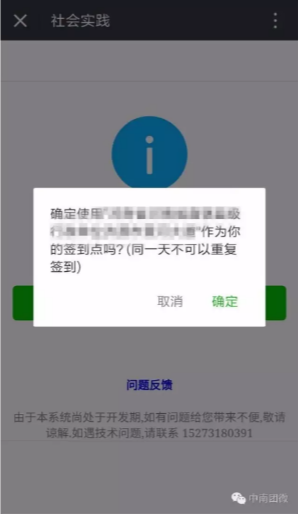 社会实践
确定使用"
"作为你
的签到点吗? (同一天不可以重复
签到)
取消
确定
问题反馈
由于本系统尚处于开发期,如有问题给您带来不便,敬请
谅解,如遇技术问题,请联系 15273180391
中南团微